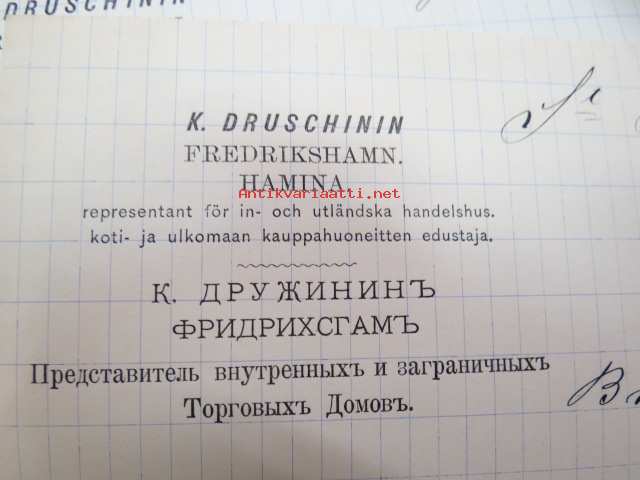 DRUSCHININ
K. DRUSCHININ
FREDRIKSHAMN.
HAMINA.
Antikvariaatti.net
representant för in- och utländska handelshus.
koti- ja ulkomaan kauppahuoneitten edustaja.
К. ДРУЖИНИНЪ
ФРИДРИХСГАМЪ
Представитель внутренныхъ и заграничныхъ
Торговыхъ Домовъ.